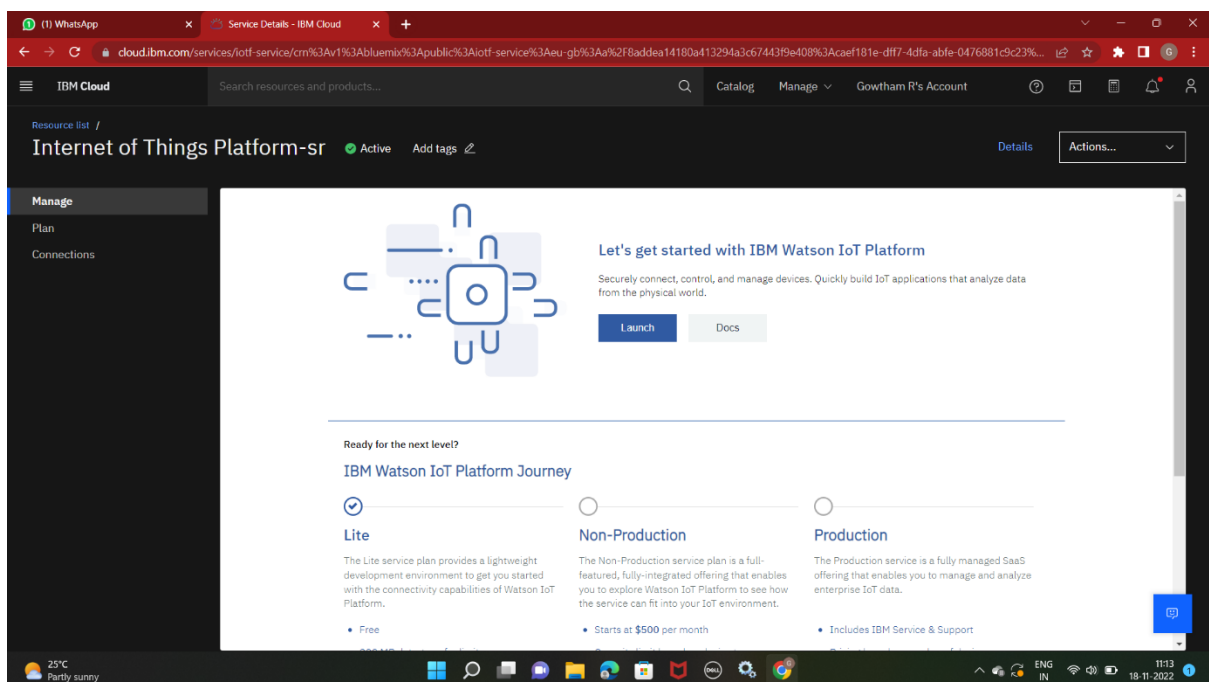 (1) WhatsApp
Service Details - IBM Cloud
cloud.ibm.com/services/iotf-service/crn%3Av1%3Abluemix%3Apublic%3Aiotf-service%3Aeu-gb%3Aa%2F8addea14180a413294a3c67443f9e408%3Acaef181e-dff7-4dfa-abfe-0476881c9c23%...
G
IBM Cloud
Search resources and products...
Catalog
Manage
Gowtham R's Account
Resource list /
Internet of Things Platform-sr
Active
Add tags
Details
Actions...
Manage
Plan
Connections
Let's get started with IBM Watson IoT Platform
Securely connect, control, and manage devices. Quickly build IoT applications that analyze data
from the physical world.
Launch
Docs
Ready for the next level?
IBM Watson IoT Platform Journey
Lite
The Lite service plan provides a lightweight
development environment to get you started
with the connectivity capabilities of Watson IoT
Platform.
• Free
Non-Production
The Non-Production service plan is a full-
featured, fully-integrated offering that enables
you to explore Watson IoT Platform to see how
the service can fit into your IoT environment.
• Starts at $500 per month
Production
The Production service is a fully managed SaaS
offering that enables you to manage and analyze
enterprise IoT data.
• Includes IBM Service & Support
25°C
Partly sunny
DELL
ENG
IN
11:13
18-11-2022
1